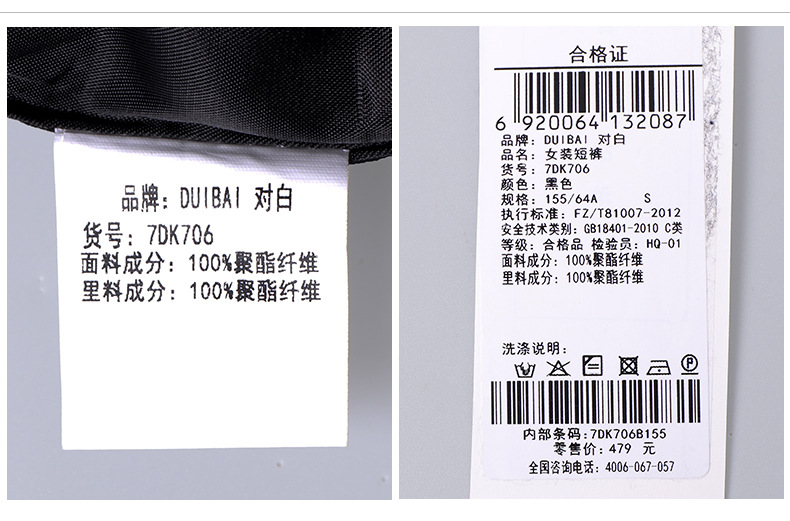 品牌: DUIBAI 对白
货号: 7DK706
面料成分: 100%聚酯纤维
里料成分: 100%聚酯纤维
合格证
6 920064 132087
品牌: DUIBAI 对白
品名: 女装短裤
货号: 7DK706
颜色: 黑色
规格: 155/64A S
执行标准: FZ/T81007-2012
安全技术类别: GB18401-2010 C类
等级: 合格品 检验员: HQ-01
面料成分: 100%聚酯纤维
里料成分: 100%聚酯纤维
洗涤说明:
内部条码: 7DK706B155
零售价: 479 元
全国咨询电话: 4006-067-057